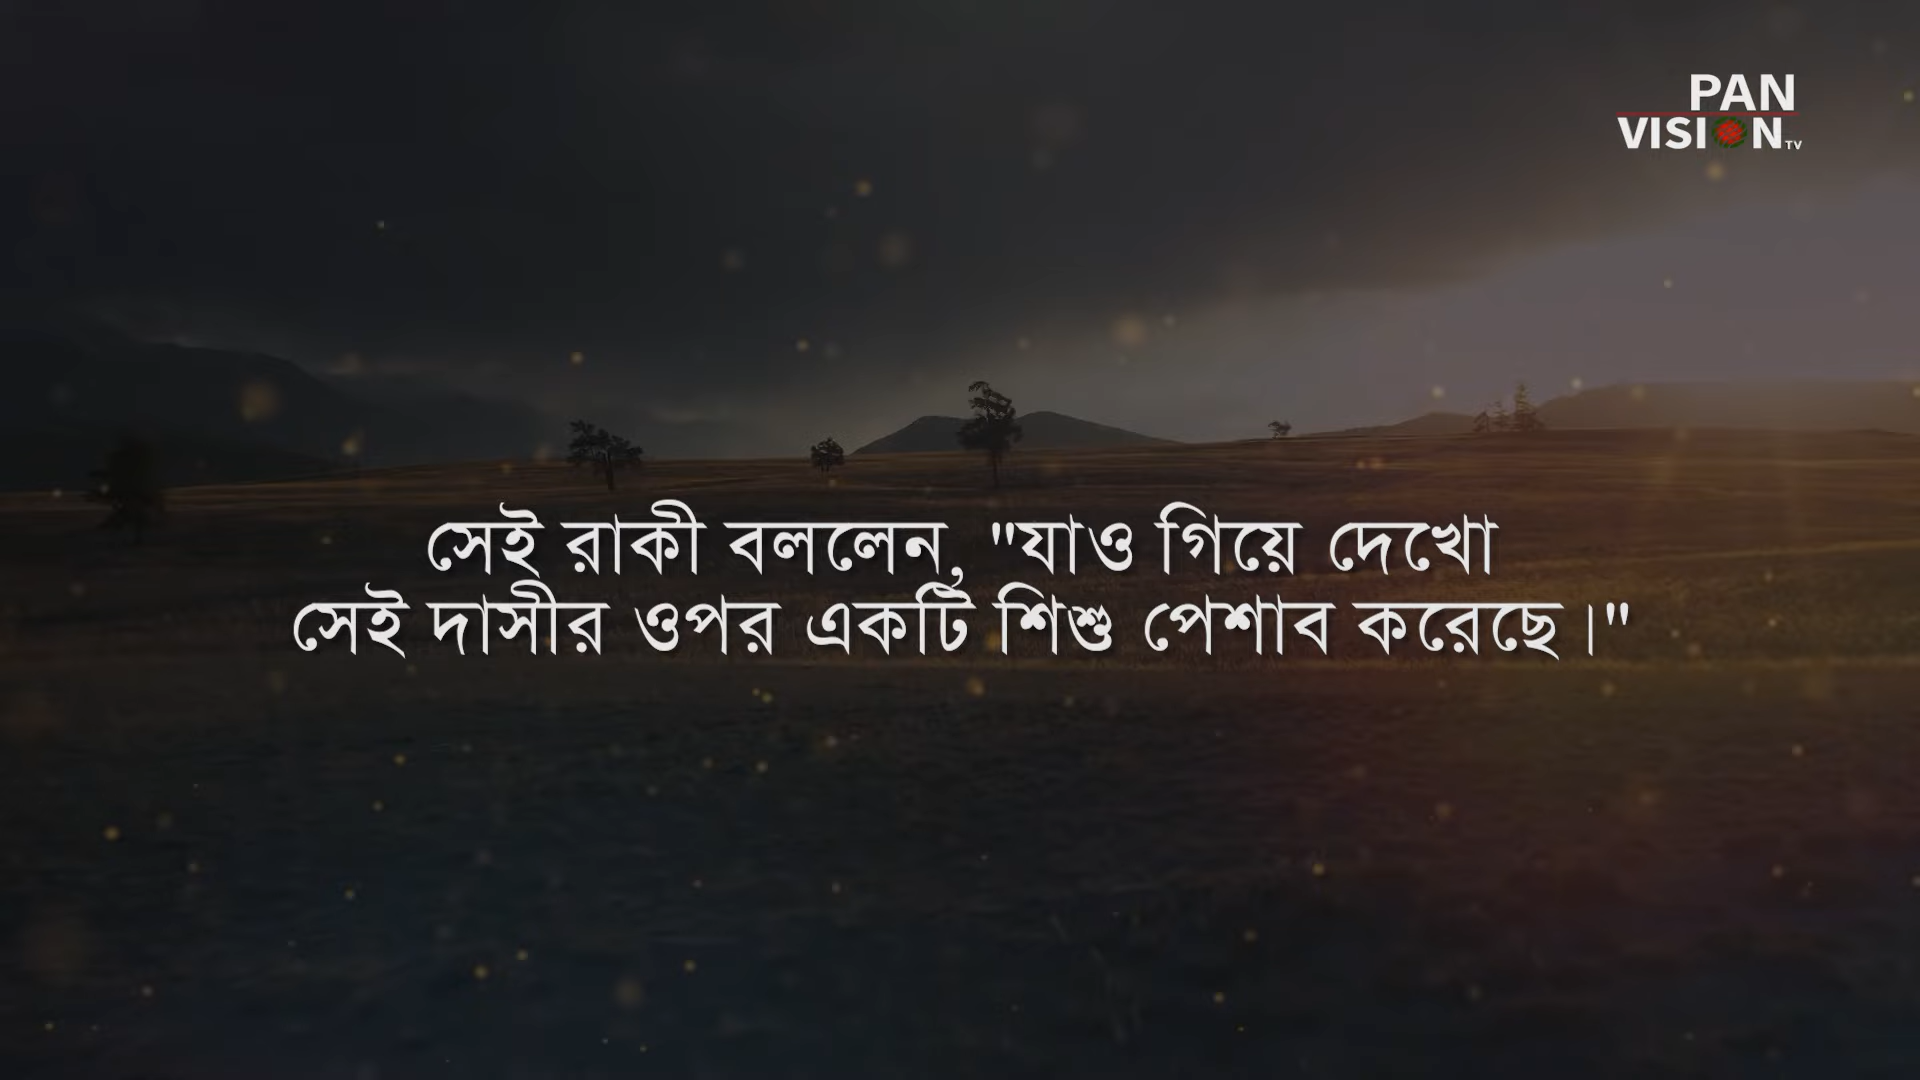 PAN
VISION TV
সেই রাকী বললেন, "যাও গিয়ে দেখো
সেই দাসীর ওপর একটি শিশু পেশাব করেছে।"